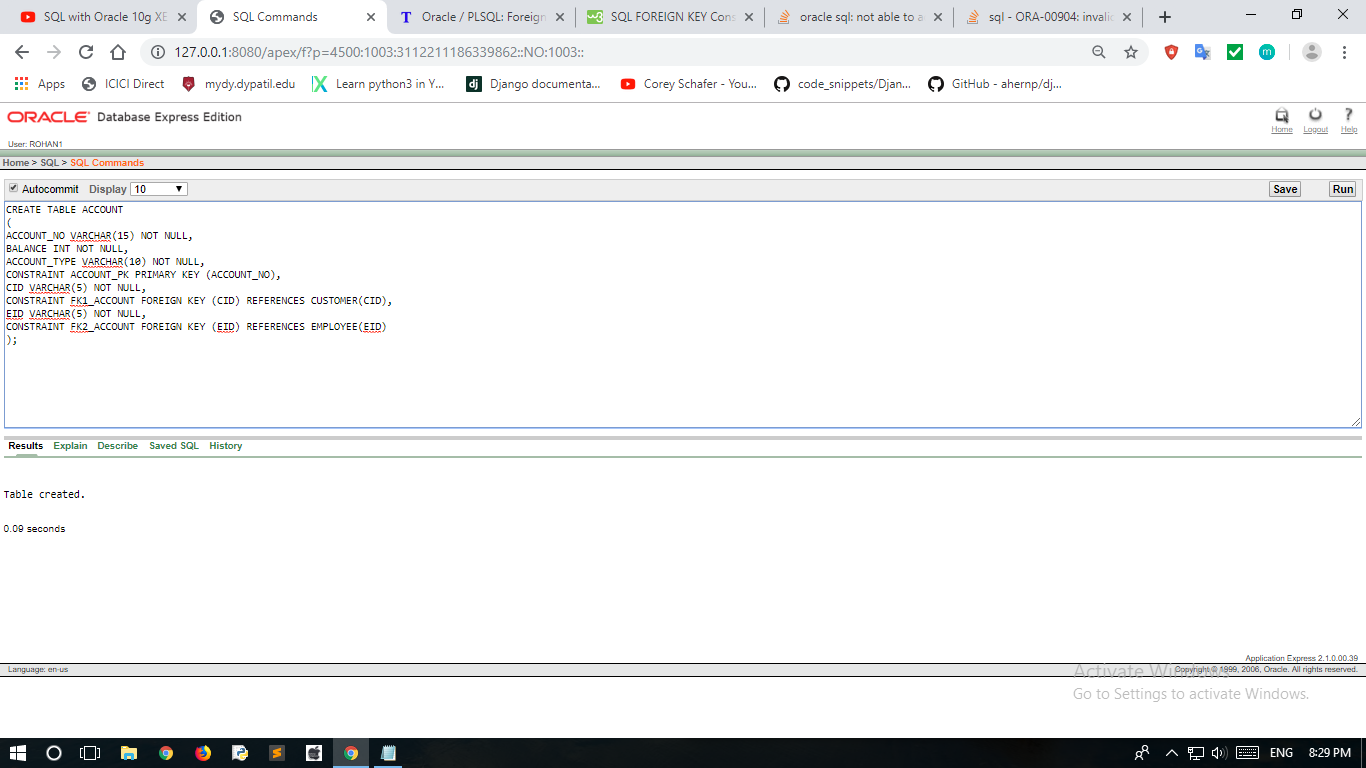 SQL with Oracle 10g XE
SQL Commands
Oracle / PLSQL: Foreign
SQL FOREIGN KEY Cons
oracle sql: not able to a
sql - ORA-00904: invalid
127.0.0.1:8080/apex/f?p=4500:1003:3112211186339862::NO:1003::
Apps
ICICI Direct
mydy.dypatil.edu
Learn python3 in Y...
dj
Django documenta...
Corey Schafer - You...
code_snippets/Djan...
GitHub - ahernp/dj...
ORACLE Database Express Edition
Home Logout Help
User: ROHAN1
Home > SQL > SQL Commands
Autocommit Display 10 Save Run
CREATE TABLE ACCOUNT
(
ACCOUNT_NO VARCHAR(15) NOT NULL,
BALANCE INT NOT NULL,
ACCOUNT_TYPE VARCHAR(10) NOT NULL,
CONSTRAINT ACCOUNT_PK PRIMARY KEY (ACCOUNT_NO),
CID VARCHAR(5) NOT NULL,
CONSTRAINT FK1_ACCOUNT FOREIGN KEY (CID) REFERENCES CUSTOMER(CID),
EID VARCHAR(5) NOT NULL,
CONSTRAINT FK2_ACCOUNT FOREIGN KEY (EID) REFERENCES EMPLOYEE(EID)
);
Results Explain Describe Saved SQL History
Table created.
0.09 seconds
Application Express 2.1.0.00.39
Language: en-us
Copyright © 1999, 2006, Oracle. All rights reserved.
Activate Windows
Go to Settings to activate Windows.
ENG 8:29 PM